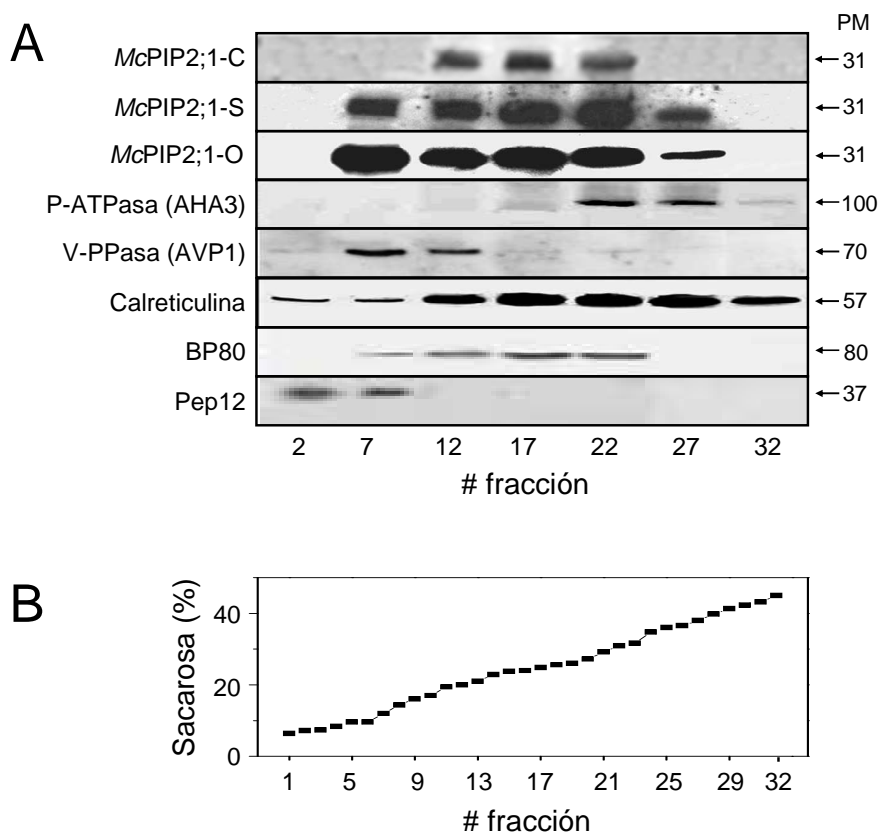 A
PM
McPIP2;1-C 31
McPIP2;1-S 31
McPIP2;1-O 31
P-ATPasa (AHA3) 100
V-PPasa (AVP1) 70
Calreticulina 57
BP80 80
Pep12 37
2 7 12 17 22 27 32
# fracción
B
Sacarosa (%)
40
20
0
1 5 9 13 17 21 25 29 32
# fracción